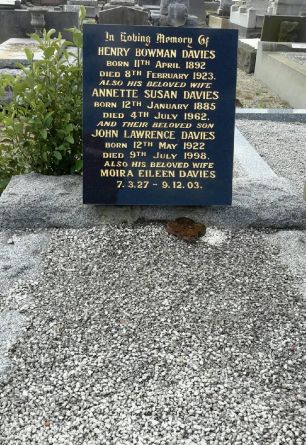 In Loving Memory Of
HENRY BOWMAN DAVIES
BORN 11TH APRIL 1892
DIED 8TH FEBRUARY 1923.
ALSO HIS BELOVED WIFE
ANNETTE SUSAN DAVIES
BORN 12TH JANUARY 1885
DIED 4TH JULY 1962.
AND THEIR BELOVED SON
JOHN LAWRENCE DAVIES
BORN 12TH MAY 1922
DIED 9TH JULY 1998.
ALSO HIS BELOVED WIFE
MOIRA EILEEN DAVIES
7.3.27 - 9.12.03.